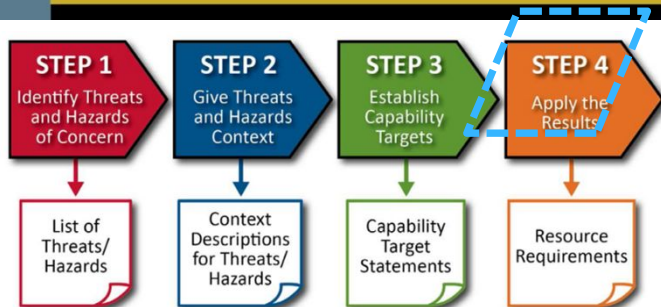 STEP 1
Identify Threats
and Hazards
of Concern
STEP 2
Give Threats
and Hazards
Context
STEP 3
Establish
Capability
Targets
STEP 4
Apply the
Results
List of
Threats/
Hazards
Context
Descriptions
for Threats/
Hazards
Capability
Target
Statements
Resource
Requirements